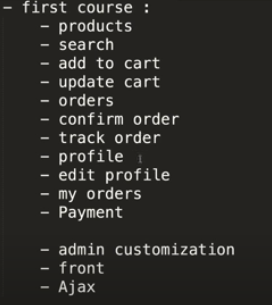 - first course :
- products
- search
- add to cart
- update cart
- orders
- confirm order
- track order
- profile
- edit profile
- my orders
- Payment
- admin customization
- front
- Ajax